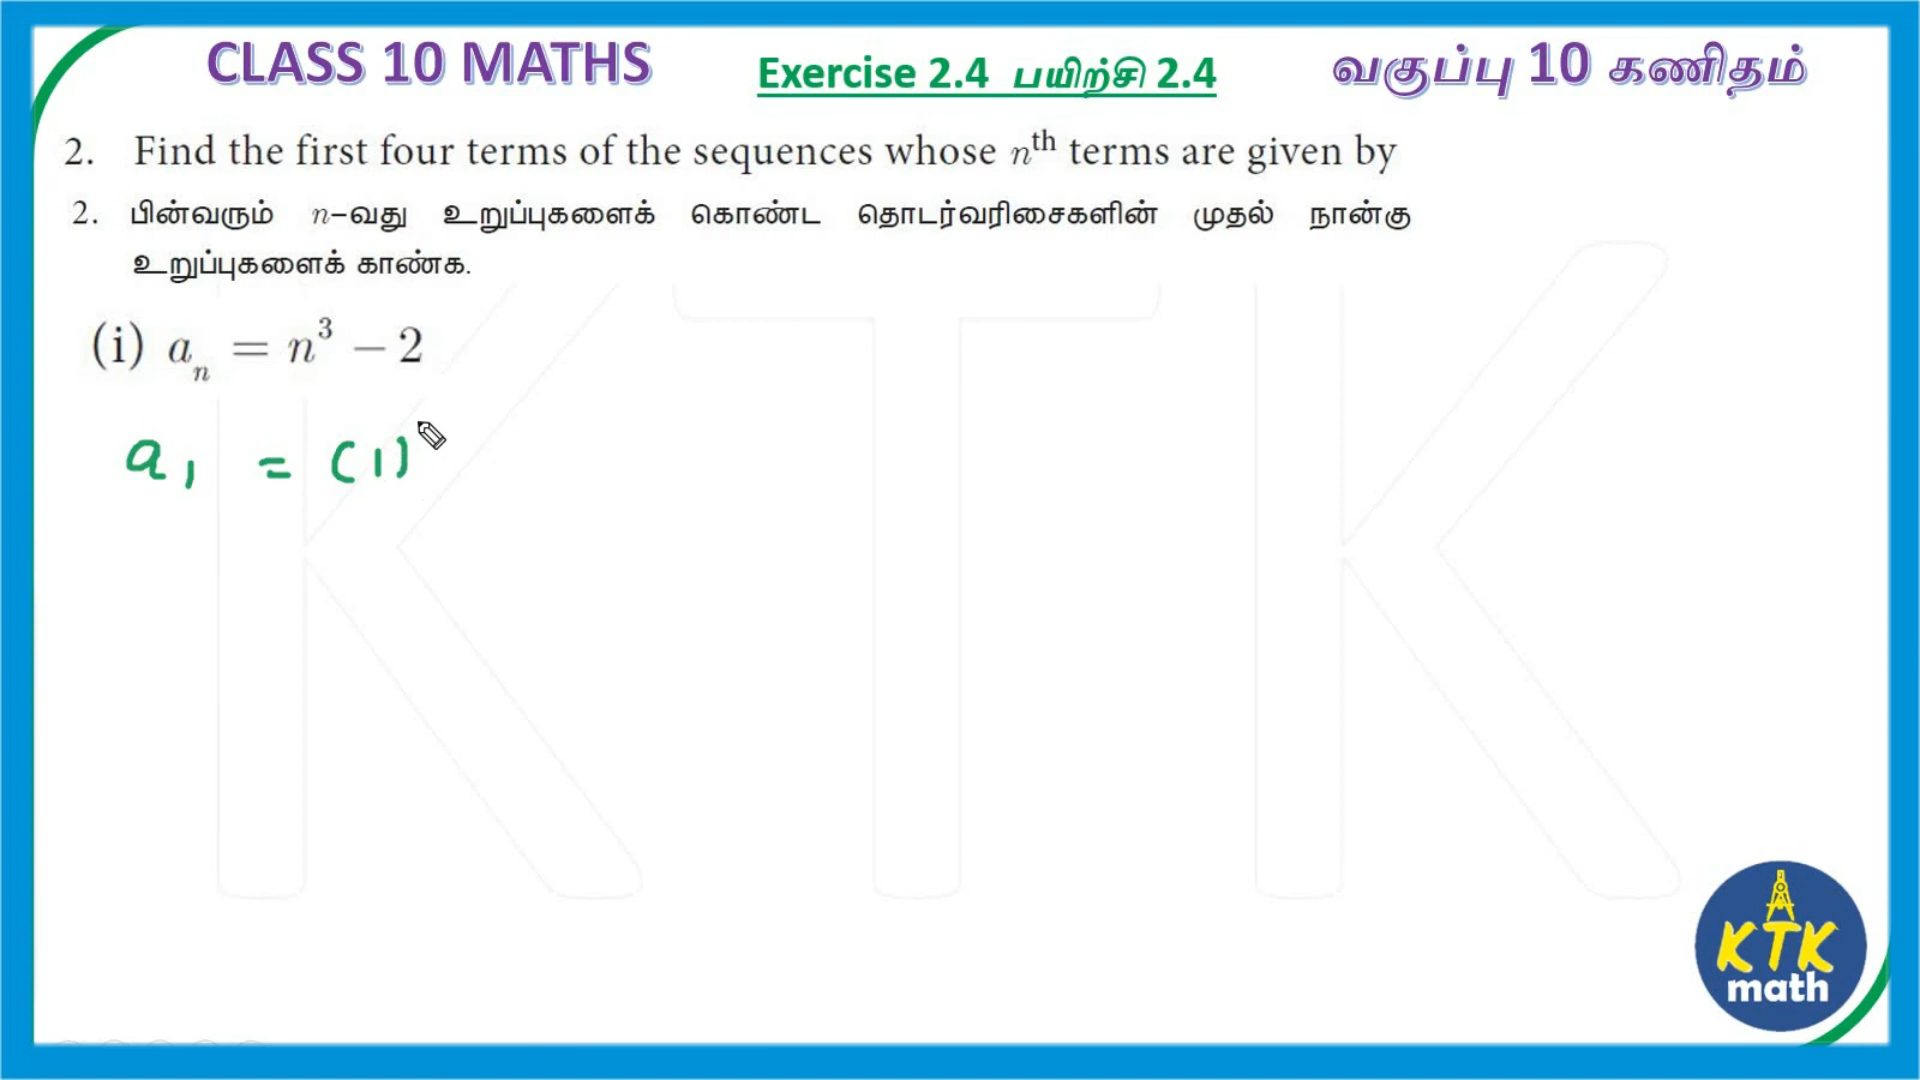 CLASS 10 MATHS Exercise 2.4 பயிற்சி 2.4 வகுப்பு 10 கணிதம்
2. Find the first four terms of the sequences whose nᵗʰ terms are given by
2. பின்வரும் n–வது உறுப்புகளைக் கொண்ட தொடர்வரிசைகளின் முதல் நான்கு
உறுப்புகளைக் காண்க.
(i) aₙ = n³ − 2
a₁ = (1)
KTK
KTK
math